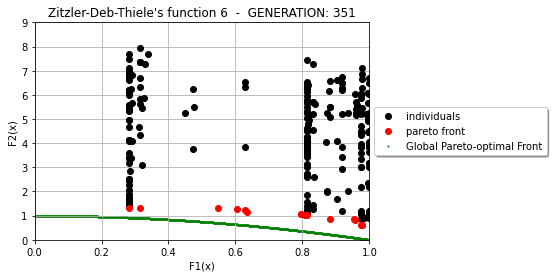 Zitzler-Deb-Thiele's function 6  -  GENERATION: 351
9
8
7
6
5
4
3
2
1
0
F2(x)
0.0
0.2
0.4
0.6
0.8
1.0
F1(x)
individuals
pareto front
Global Pareto-optimal Front